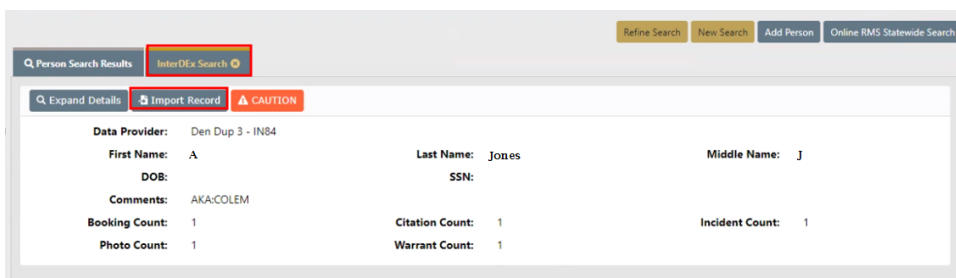 Refine Search New Search Add Person Online RMS Statewide Search
Person Search Results InterDEx Search
Expand Details Import Record CAUTION
Data Provider: Den Dup 3 - IN84
First Name: A Last Name: Jones Middle Name: J
DOB: SSN:
Comments: AKA:COLEM
Booking Count: 1 Citation Count: 1 Incident Count: 1
Photo Count: 1 Warrant Count: 1